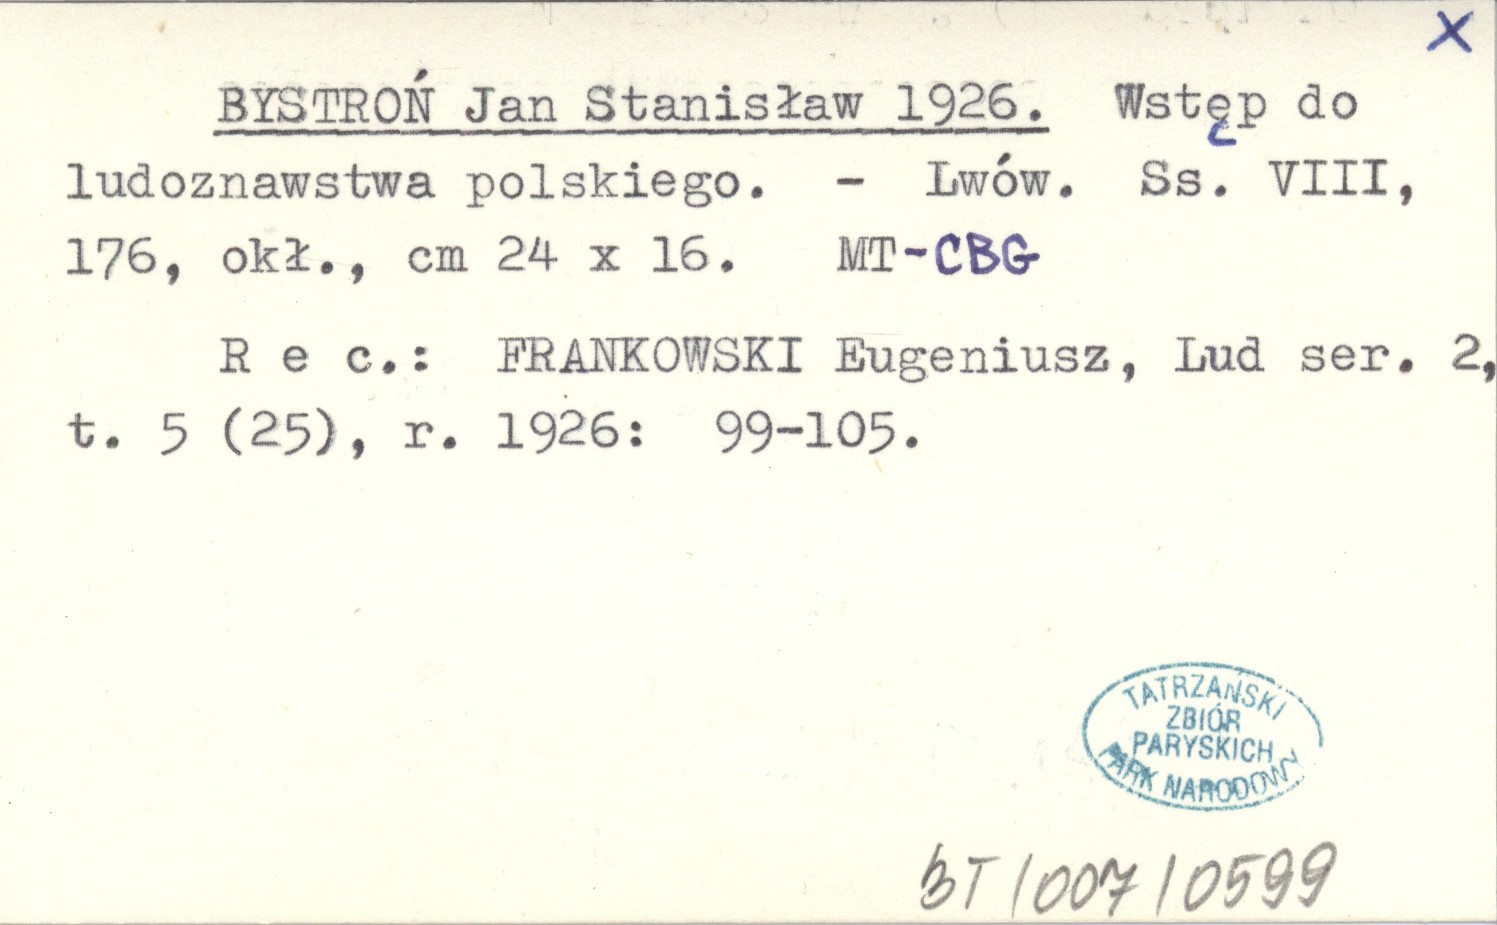 X
BYSTROŃ Jan Stanisław 1926. Wstęp do
ludoznawstwa polskiego. - Lwów. Ss. VIII,
176, okł., cm 24 x 16. MT-CBG
R e c.: FRANKOWSKI Eugeniusz, Lud ser. 2,
t. 5 (25), r. 1926: 99-105.
TATRZAŃSKI
ZBIÓR
PARYSKICH
PARK NARODOWY
BT/007/0599